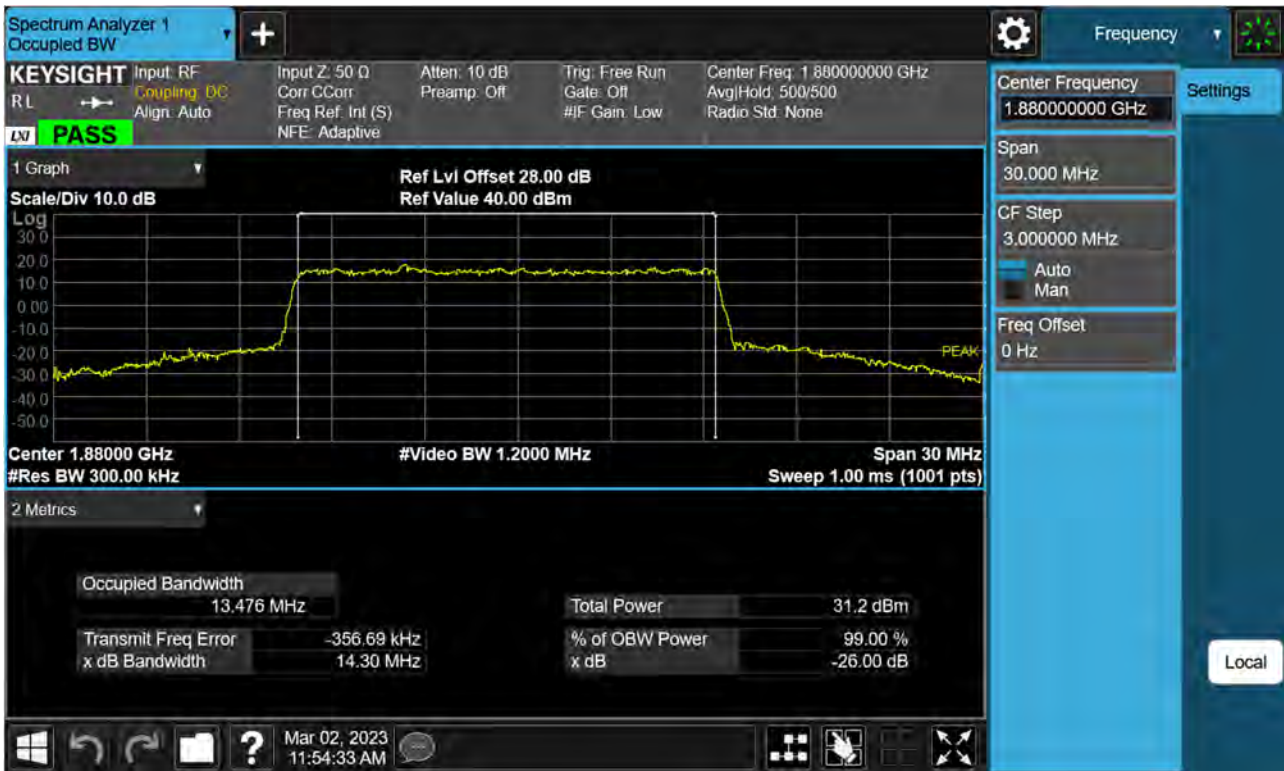 Spectrum Analyzer 1
Occupied BW
+
Frequency
KEYSIGHT
RL
LXI
PASS
Input: RF
Coupling: DC
Align: Auto
Input Z: 50 Ω
Corr CCorr
Freq Ref: Int (S)
NFE: Adaptive
Atten: 10 dB
Preamp: Off
Trig: Free Run
Gate: Off
#IF Gain: Low
Center Freq: 1.880000000 GHz
Avg|Hold: 500/500
Radio Std: None
1 Graph
Scale/Div 10.0 dB
Ref Lvl Offset 28.00 dB
Ref Value 40.00 dBm
Log
30.0
20.0
10.0
0.00
-10.0
-20.0
-30.0
-40.0
-50.0
PEAK
Center 1.88000 GHz
#Res BW 300.00 kHz
#Video BW 1.2000 MHz
Span 30 MHz
Sweep 1.00 ms (1001 pts)
2 Metrics
Occupied Bandwidth
13.476 MHz
Transmit Freq Error -356.69 kHz
x dB Bandwidth 14.30 MHz
Total Power 31.2 dBm
% of OBW Power 99.00 %
x dB -26.00 dB
Center Frequency
1.880000000 GHz
Span
30.000 MHz
CF Step
3.000000 MHz
Auto
Man
Freq Offset
0 Hz
Settings
Local
?
Mar 02, 2023
11:54:33 AM